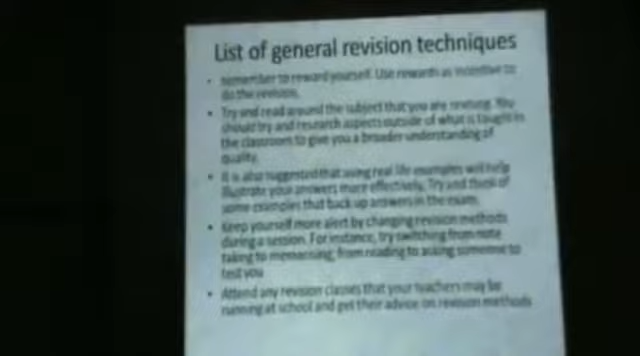 List of general revision techniques
remember to reward yourself. Use rewards as incentive to
do the revision.
Try and read around the subject that you are revising. You
should try and research aspects outside of what is taught in
the classroom to give you a broader understanding of
quality.
It is also suggested that using real life examples will help
illustrate your answers more effectively. Try and think of
some examples that back up answers in the exam.
Keep yourself more alert by changing revision methods
during a session. For instance, try switching from note
taking to memorising; from reading to asking someone to
test you
Attend any revision classes that your teachers may be
running at school and get their advice on revision methods